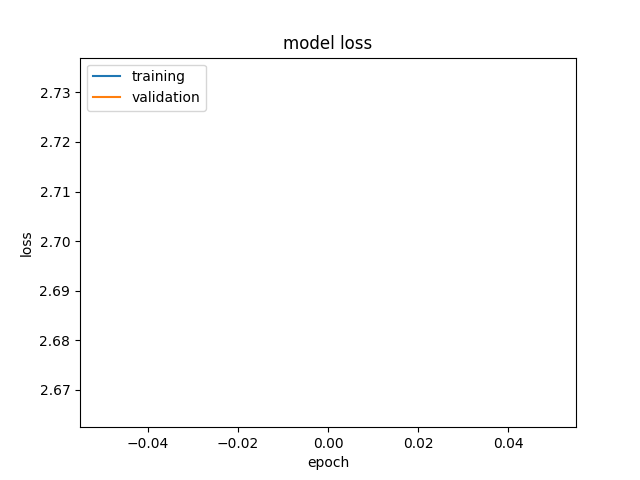 model loss
training
validation
2.73
2.72
2.71
2.70
2.69
2.68
2.67
loss
−0.04 −0.02 0.00 0.02 0.04
epoch